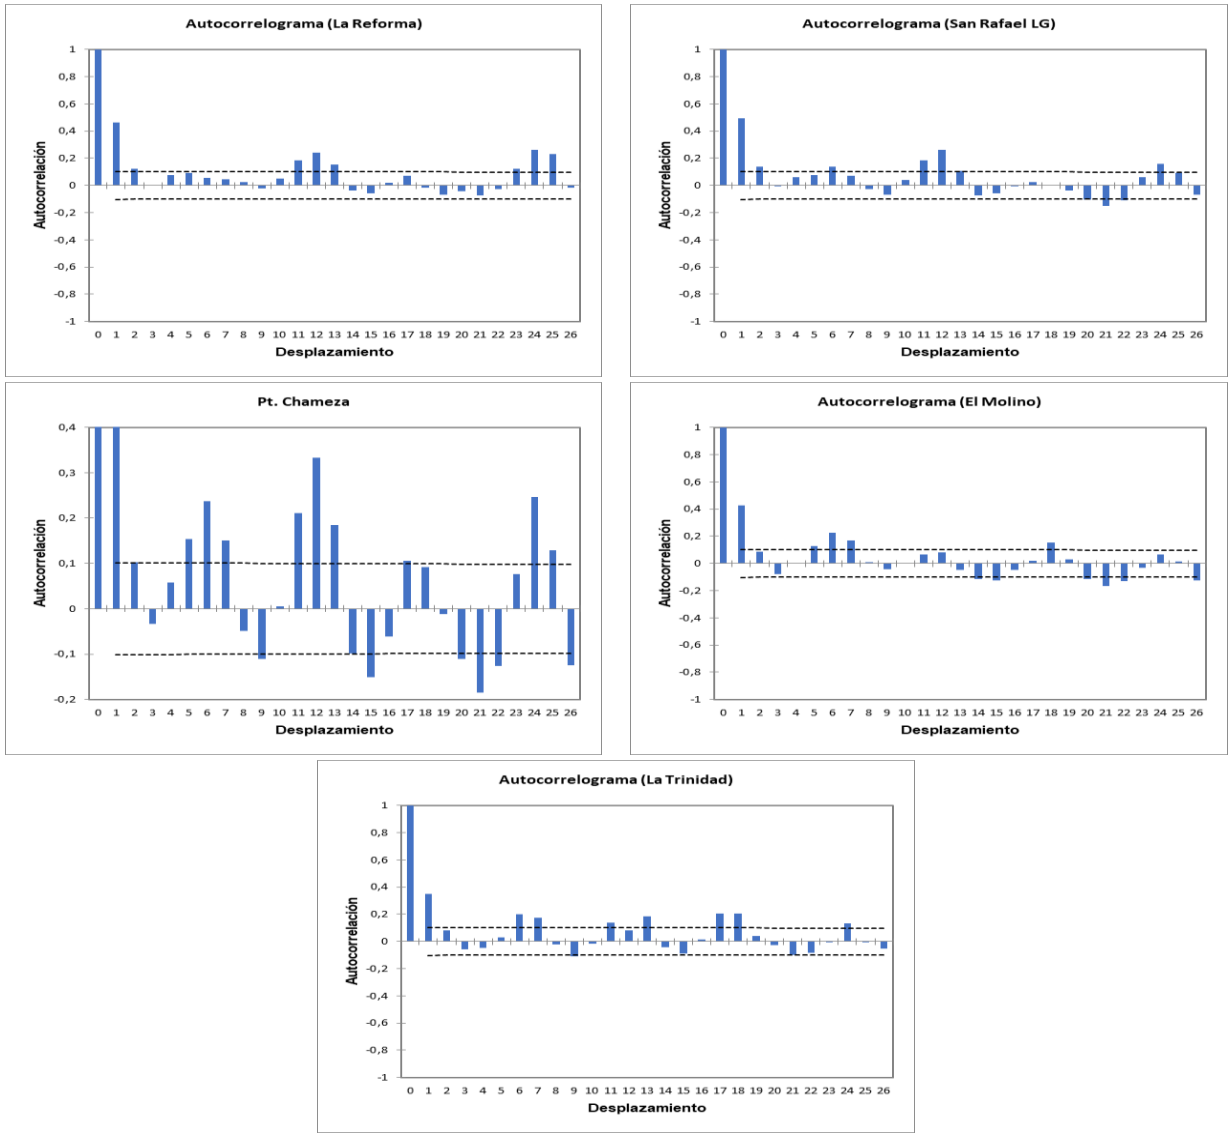 Autocorrelograma (La Reforma)
1
0,8
0,6
0,4
0,2
0
-0,2
-0,4
-0,6
-0,8
-1
Autocorrelación
0 1 2 3 4 5 6 7 8 9 10 11 12 13 14 15 16 17 18 19 20 21 22 23 24 25 26
Desplazamiento
Autocorrelograma (San Rafael LG)
1
0,8
0,6
0,4
0,2
0
-0,2
-0,4
-0,6
-0,8
-1
Autocorrelación
0 1 2 3 4 5 6 7 8 9 10 11 12 13 14 15 16 17 18 19 20 21 22 23 24 25 26
Desplazamiento
Pt. Chameza
0,4
0,3
0,2
0,1
0
-0,1
-0,2
Autocorrelación
0 1 2 3 4 5 6 7 8 9 10 11 12 13 14 15 16 17 18 19 20 21 22 23 24 25 26
Desplazamiento
Autocorrelograma (El Molino)
1
0,8
0,6
0,4
0,2
0
-0,2
-0,4
-0,6
-0,8
-1
Autocorrelación
0 1 2 3 4 5 6 7 8 9 10 11 12 13 14 15 16 17 18 19 20 21 22 23 24 25 26
Desplazamiento
Autocorrelograma (La Trinidad)
1
0,8
0,6
0,4
0,2
0
-0,2
-0,4
-0,6
-0,8
-1
Autocorrelación
0 1 2 3 4 5 6 7 8 9 10 11 12 13 14 15 16 17 18 19 20 21 22 23 24 25 26
Desplazamiento